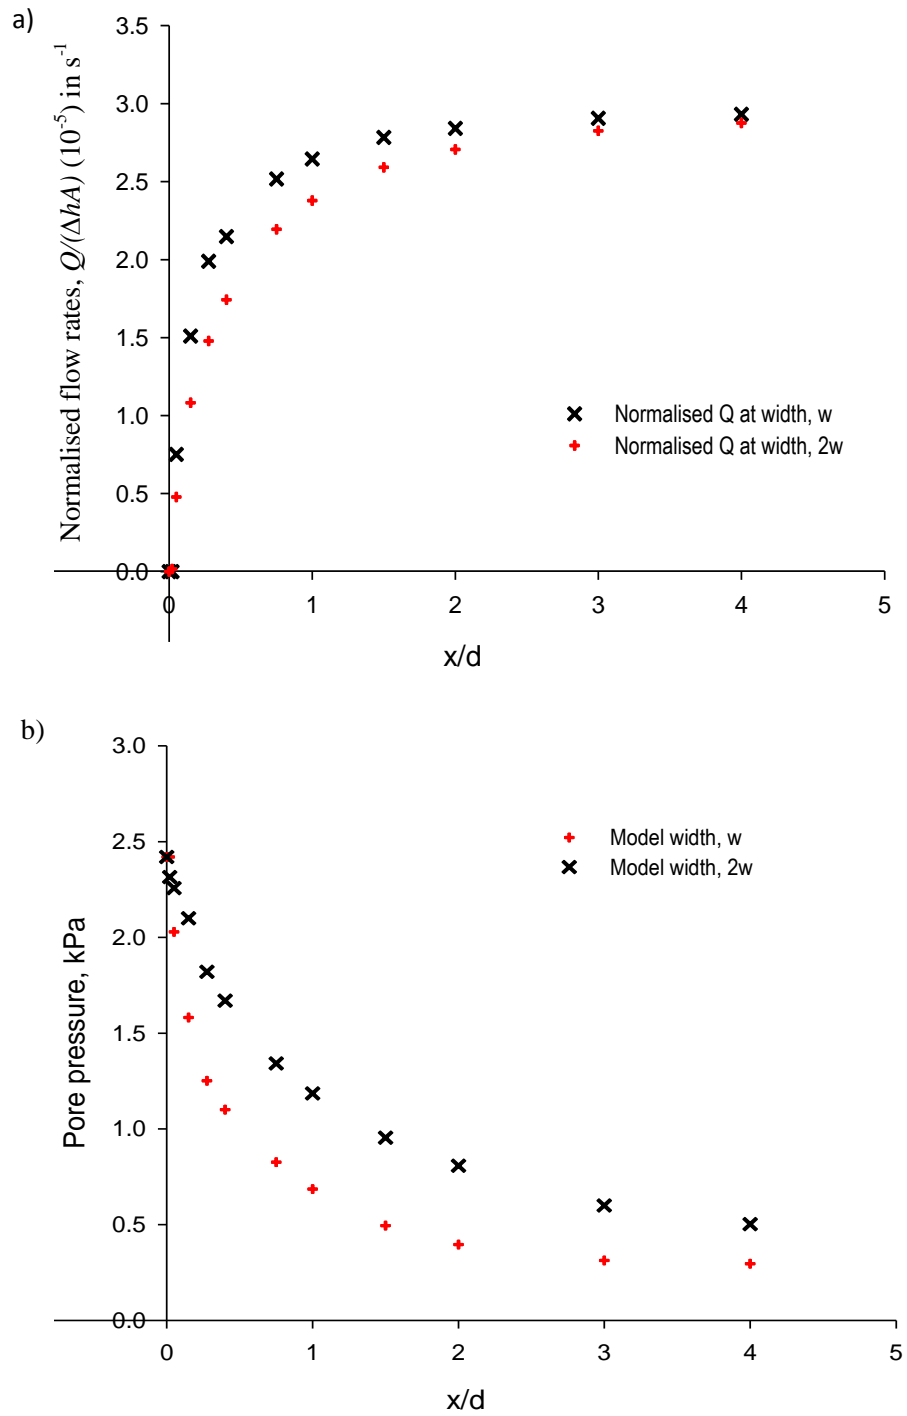 a)
Normalised flow rates, Q/(ΔhA) (10⁻⁵) in s⁻¹
3.5
3.0
2.5
2.0
1.5
1.0
0.5
0.0
Normalised Q at width, w
Normalised Q at width, 2w
0 1 2 3 4 5
x/d
b)
Pore pressure, kPa
3.0
2.5
2.0
1.5
1.0
0.5
0.0
Model width, w
Model width, 2w
0 1 2 3 4 5
x/d